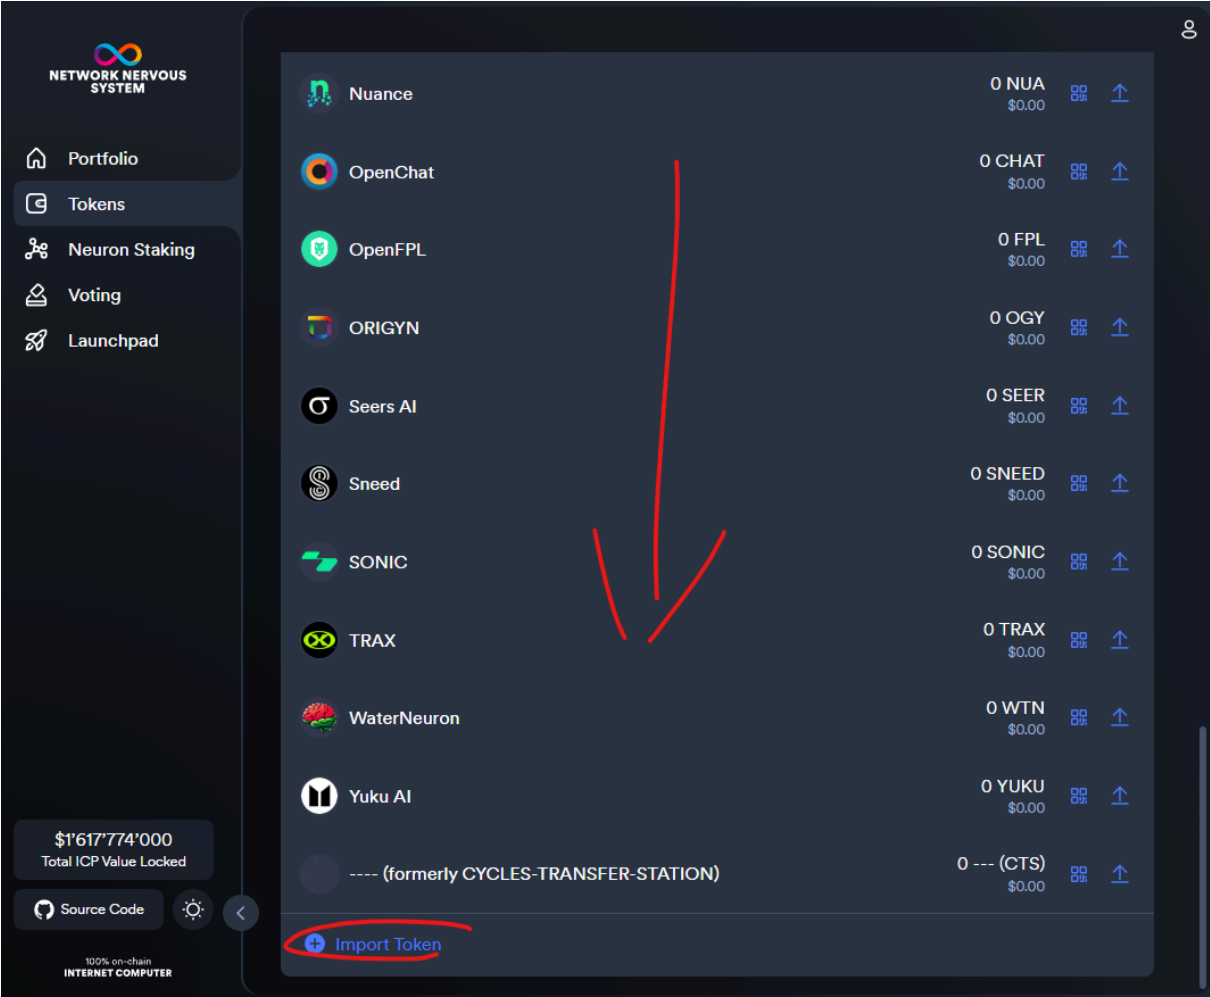 NETWORK NERVOUS
SYSTEM
Portfolio
Tokens
Neuron Staking
Voting
Launchpad
$1'617'774'000
Total ICP Value Locked
Source Code
100% on-chain
INTERNET COMPUTER
Nuance
0 NUA
$0.00
OpenChat
0 CHAT
$0.00
OpenFPL
0 FPL
$0.00
ORIGYN
0 OGY
$0.00
Seers AI
0 SEER
$0.00
Sneed
0 SNEED
$0.00
SONIC
0 SONIC
$0.00
TRAX
0 TRAX
$0.00
WaterNeuron
0 WTN
$0.00
Yuku AI
0 YUKU
$0.00
---- (formerly CYCLES-TRANSFER-STATION)
0 --- (CTS)
$0.00
Import Token